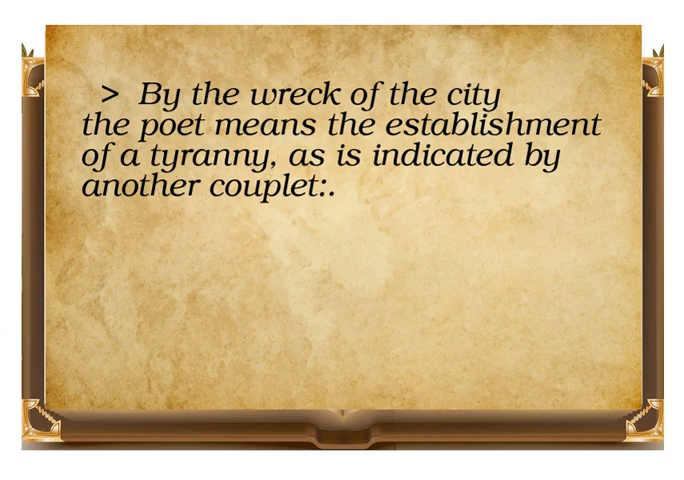 > By the wreck of the city
the poet means the establishment
of a tyranny, as is indicated by
another couplet:.